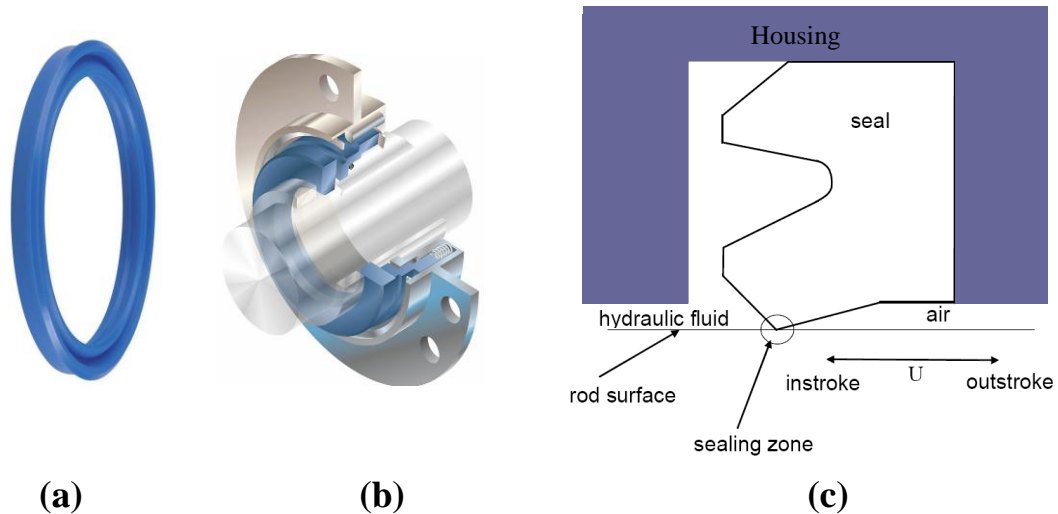 Housing
seal
hydraulic fluid
air
rod surface
instroke
U
outstroke
sealing zone
(a)
(b)
(c)